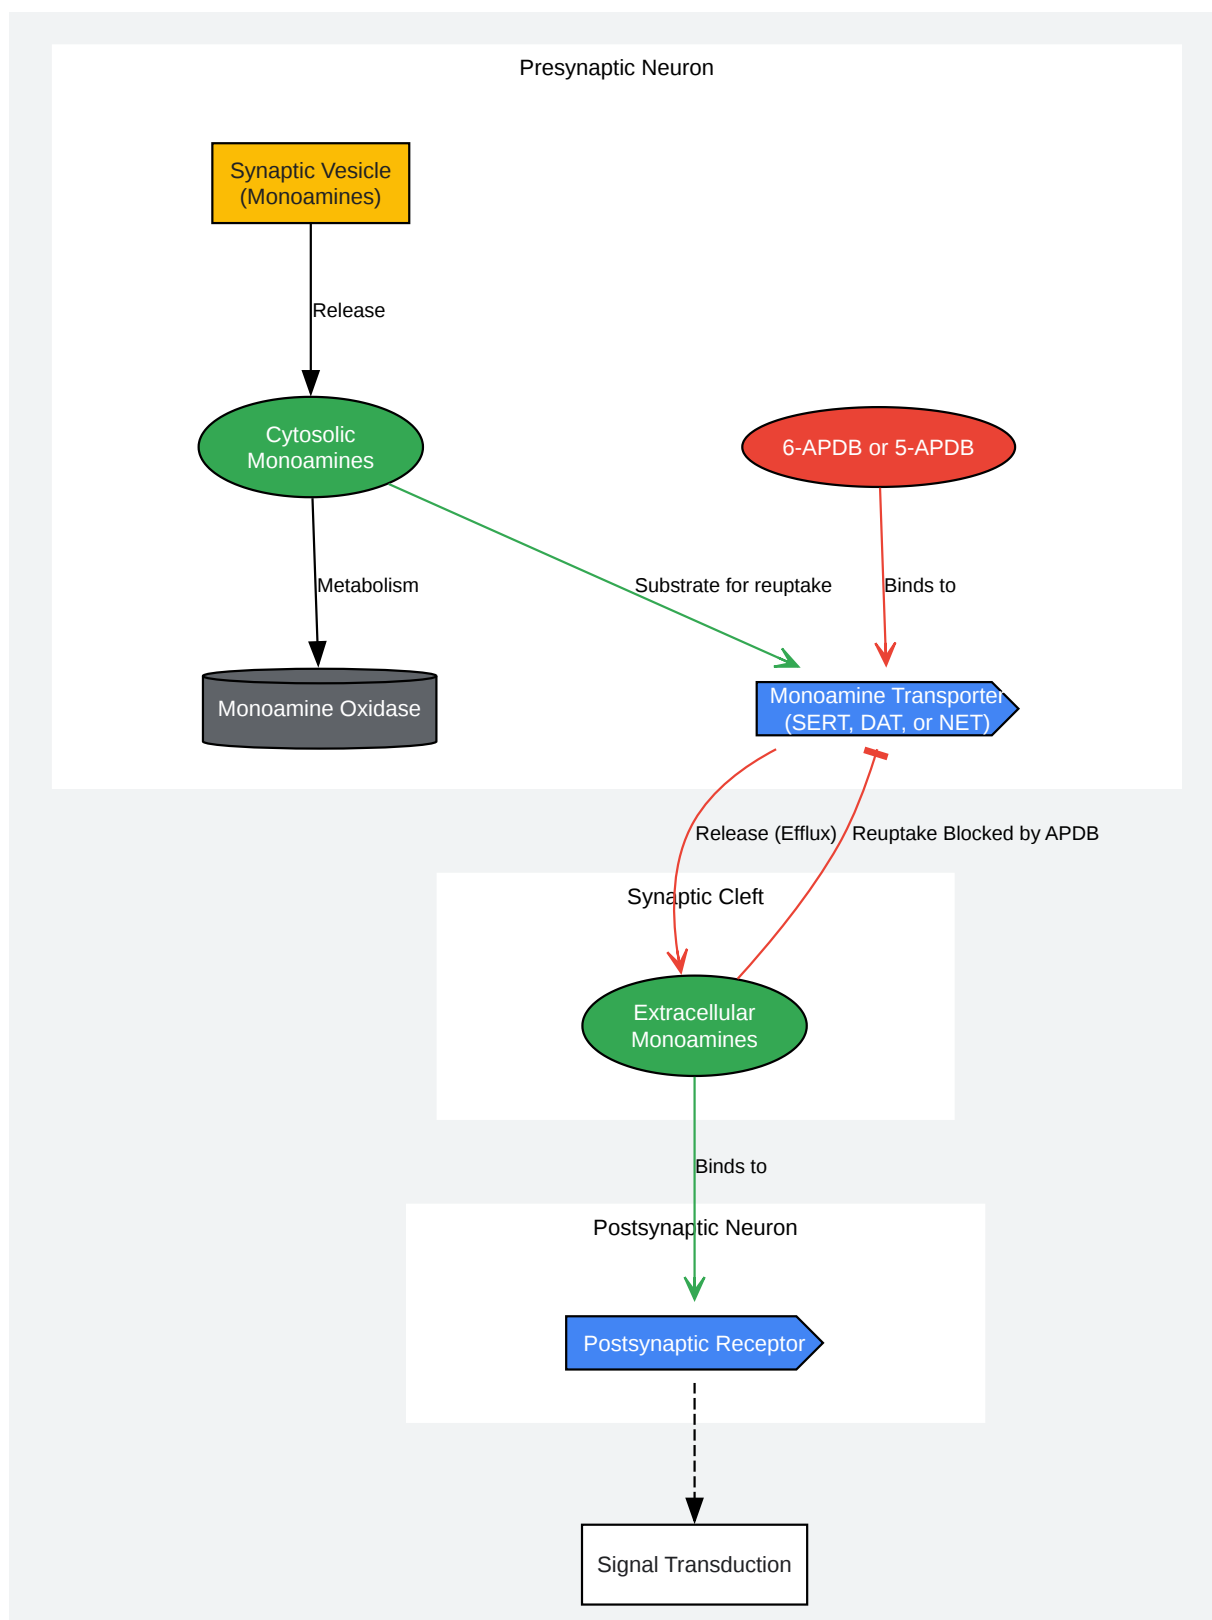 Presynaptic Neuron
Synaptic Vesicle
(Monoamines)
Release
Cytosolic
Monoamines
6-APDB or 5-APDB
Metabolism
Substrate for reuptake
Binds to
Monoamine Oxidase
Monoamine Transporter
(SERT, DAT, or NET)
Release (Efflux)
Reuptake Blocked by APDB
Synaptic Cleft
Extracellular
Monoamines
Binds to
Postsynaptic Neuron
Postsynaptic Receptor
Signal Transduction